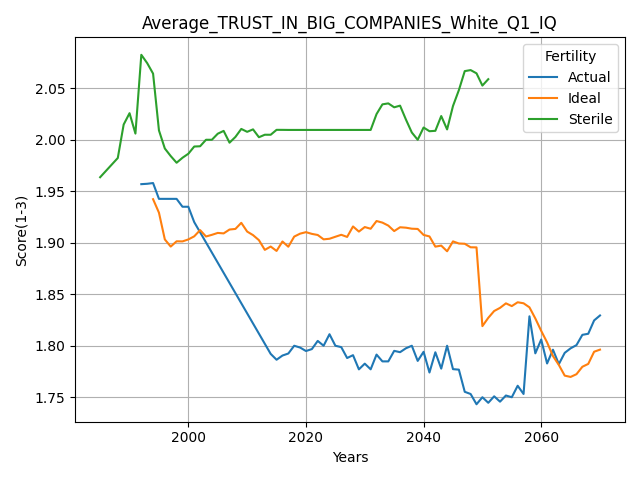 Average_TRUST_IN_BIG_COMPANIES_White_Q1_IQ
Fertility
Actual
Ideal
Sterile
Score(1-3)
2.05
2.00
1.95
1.90
1.85
1.80
1.75
2000
2020
2040
2060
Years